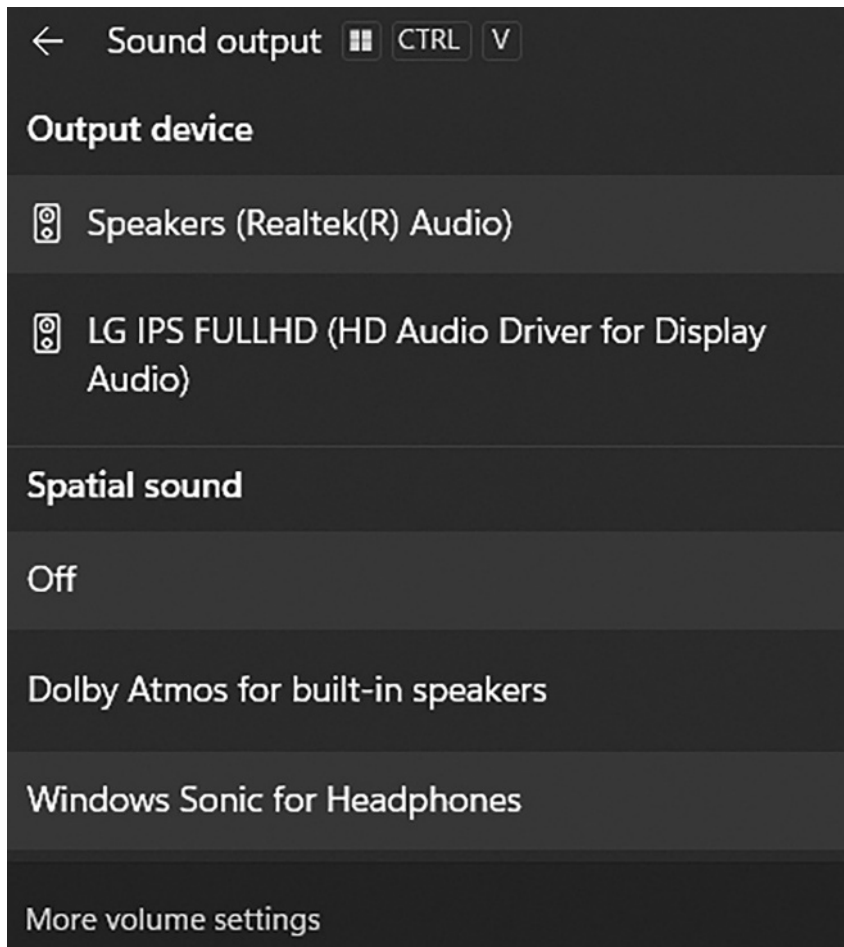 Sound output CTRL V
Output device
Speakers (Realtek(R) Audio)
LG IPS FULLHD (HD Audio Driver for Display
Audio)
Spatial sound
Off
Dolby Atmos for built-in speakers
Windows Sonic for Headphones
More volume settings